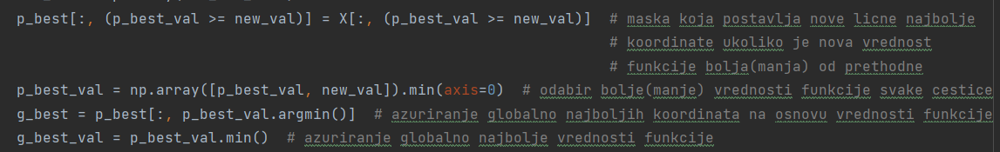 p_best[:, (p_best_val >= new_val)] = X[:, (p_best_val >= new_val)]  # maska koja postavlja nove licne najbolje
# koordinate ukoliko je nova vrednost
# funkcije bolja(manja) od prethodne
p_best_val = np.array([p_best_val, new_val]).min(axis=0)  # odabir bolje(manje) vrednosti funkcije svake cestice
g_best = p_best[:, p_best_val.argmin()]  # azuriranje globalno najboljih koordinata na osnovu vrednosti funkcije
g_best_val = p_best_val.min()  # azuriranje globalno najbolje vrednosti funkcije